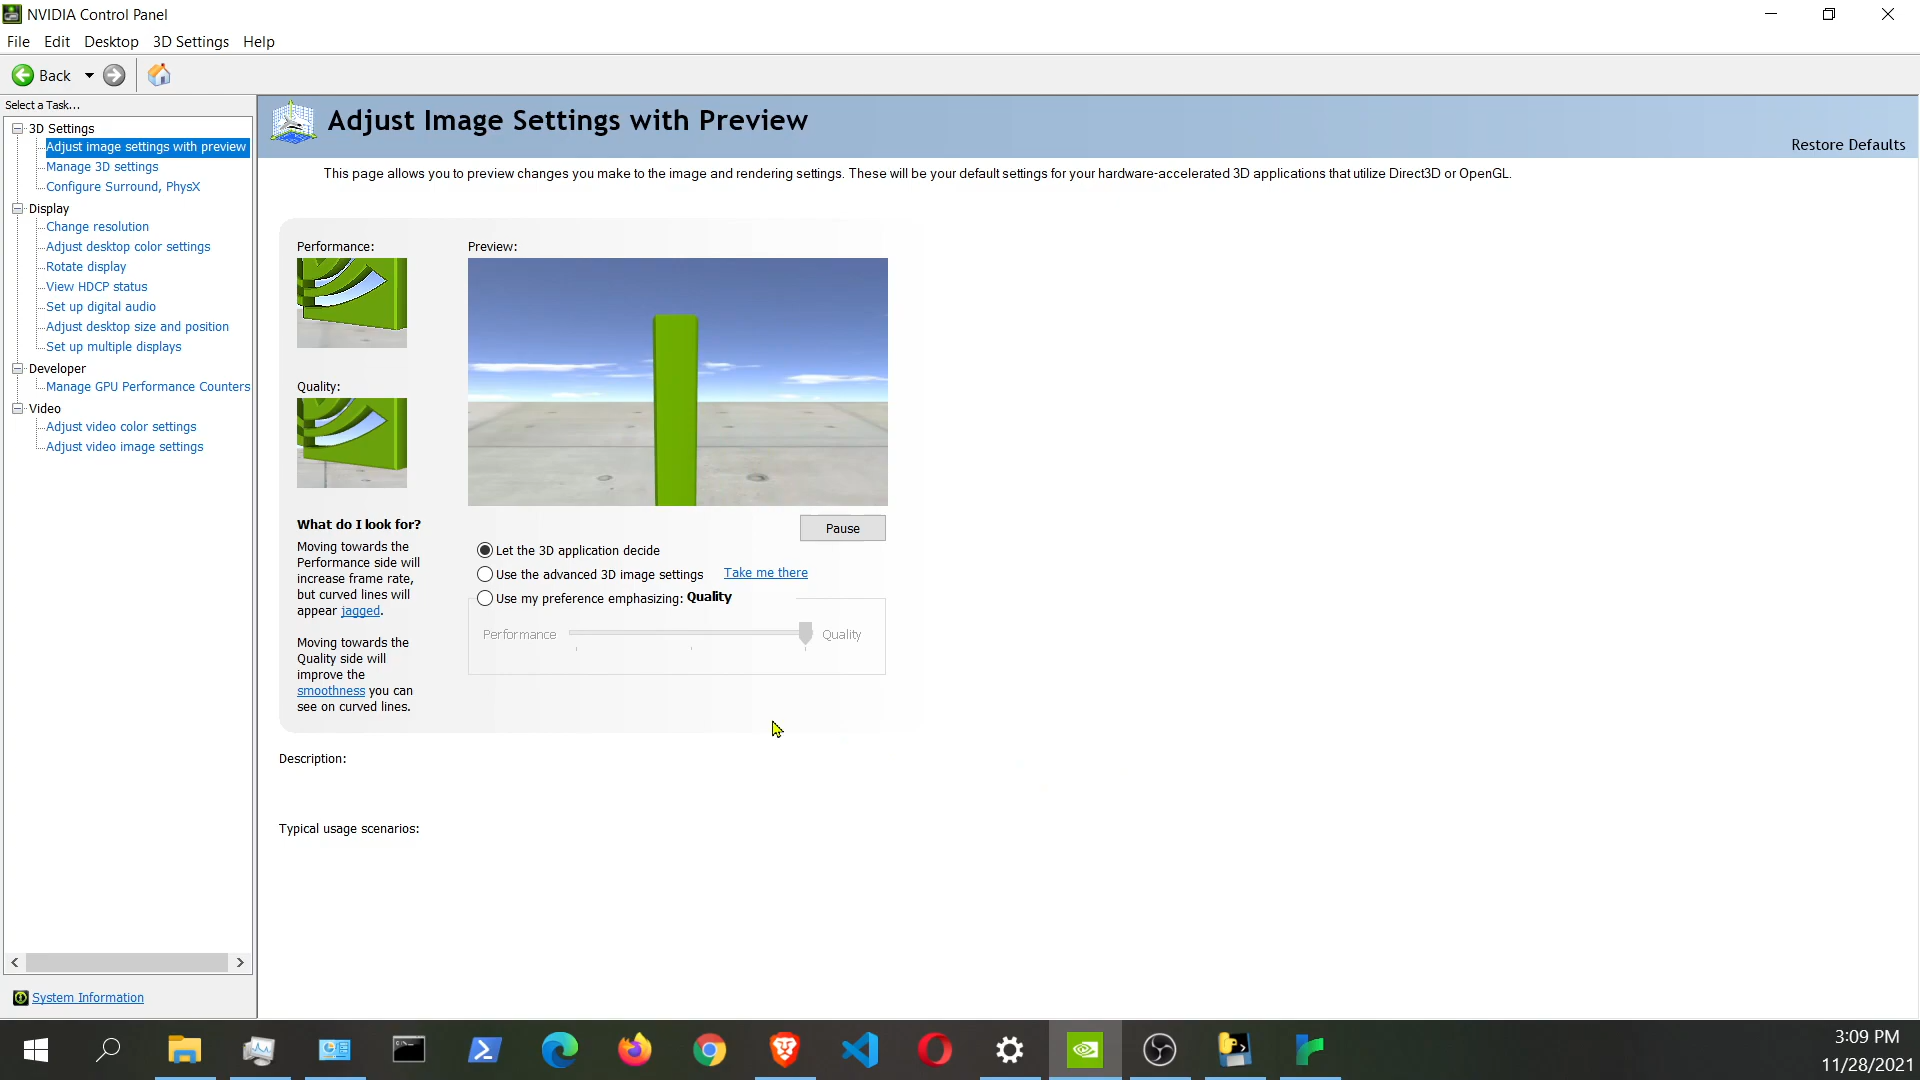 NVIDIA Control Panel
File Edit Desktop 3D Settings Help
Back
Select a Task...
3D Settings
Adjust image settings with preview
Manage 3D settings
Configure Surround, PhysX
Display
Change resolution
Adjust desktop color settings
Rotate display
View HDCP status
Set up digital audio
Adjust desktop size and position
Set up multiple displays
Developer
Manage GPU Performance Counters
Video
Adjust video color settings
Adjust video image settings
System Information
Adjust Image Settings with Preview
Restore Defaults
This page allows you to preview changes you make to the image and rendering settings. These will be your default settings for your hardware-accelerated 3D applications that utilize Direct3D or OpenGL.
Performance:
Quality:
What do I look for?
Moving towards the
Performance side will
increase frame rate,
but curved lines will
appear jagged.
Moving towards the
Quality side will
improve the
smoothness you can
see on curved lines.
Preview:
Pause
Let the 3D application decide
Use the advanced 3D image settings Take me there
Use my preference emphasizing: Quality
Performance Quality
Description:
Typical usage scenarios:
3:09 PM
11/28/2021